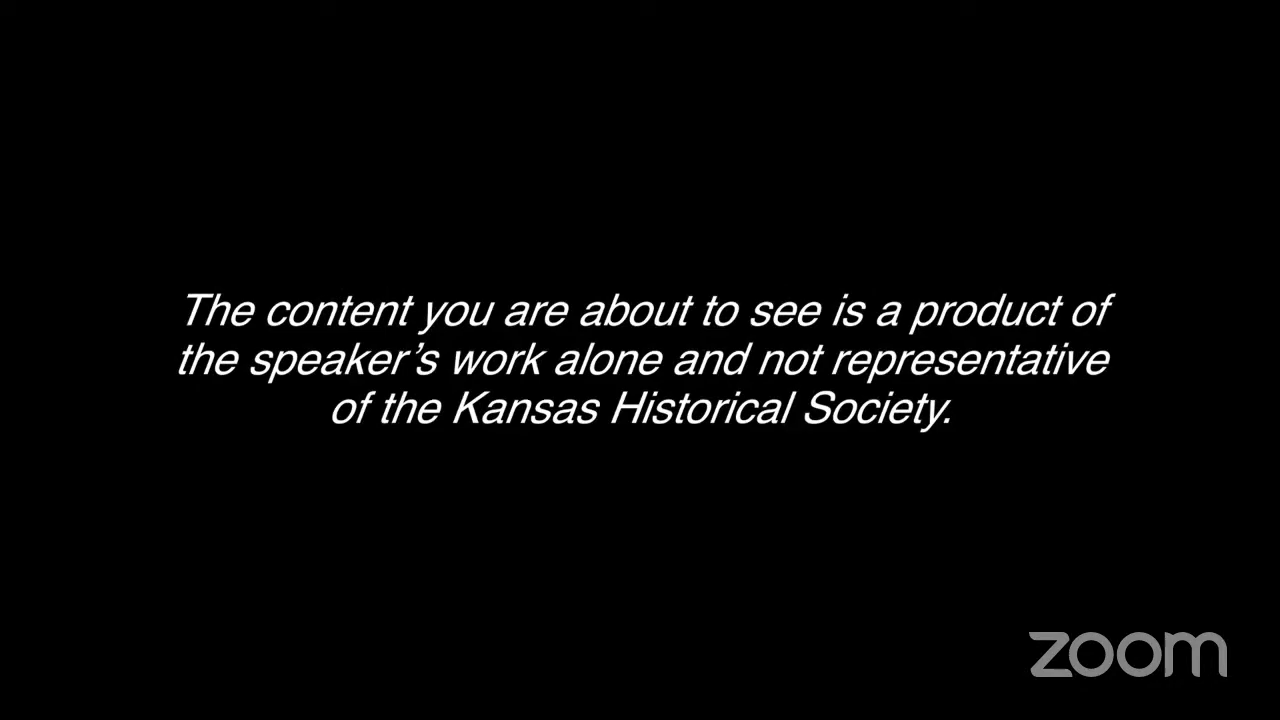 The content you are about to see is a product of
the speaker’s work alone and not representative
of the Kansas Historical Society.
zoom